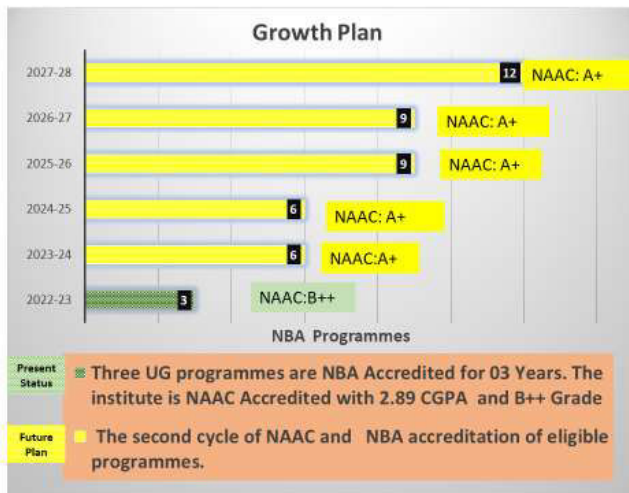 Growth Plan
2027-28 12 NAAC: A+
2026-27 9 NAAC: A+
2025-26 9 NAAC: A+
2024-25 6 NAAC: A+
2023-24 6 NAAC:A+
2022-23 3 NAAC:B++
NBA Programmes
Present
Status
Three UG programmes are NBA Accredited for 03 Years. The
institute is NAAC Accredited with 2.89 CGPA and B++ Grade
Future
Plan
The second cycle of NAAC and NBA accreditation of eligible
programmes.